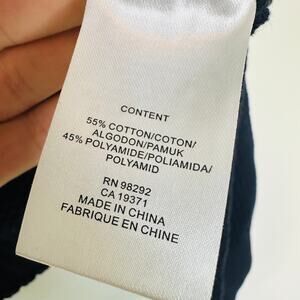 CONTENT
55% COTTON/COTON/
ALGODON/PAMUK
45% POLYAMIDE/POLIAMIDA/
POLYAMID
RN 98292
CA 19371
MADE IN CHINA
FABRIQUE EN CHINE